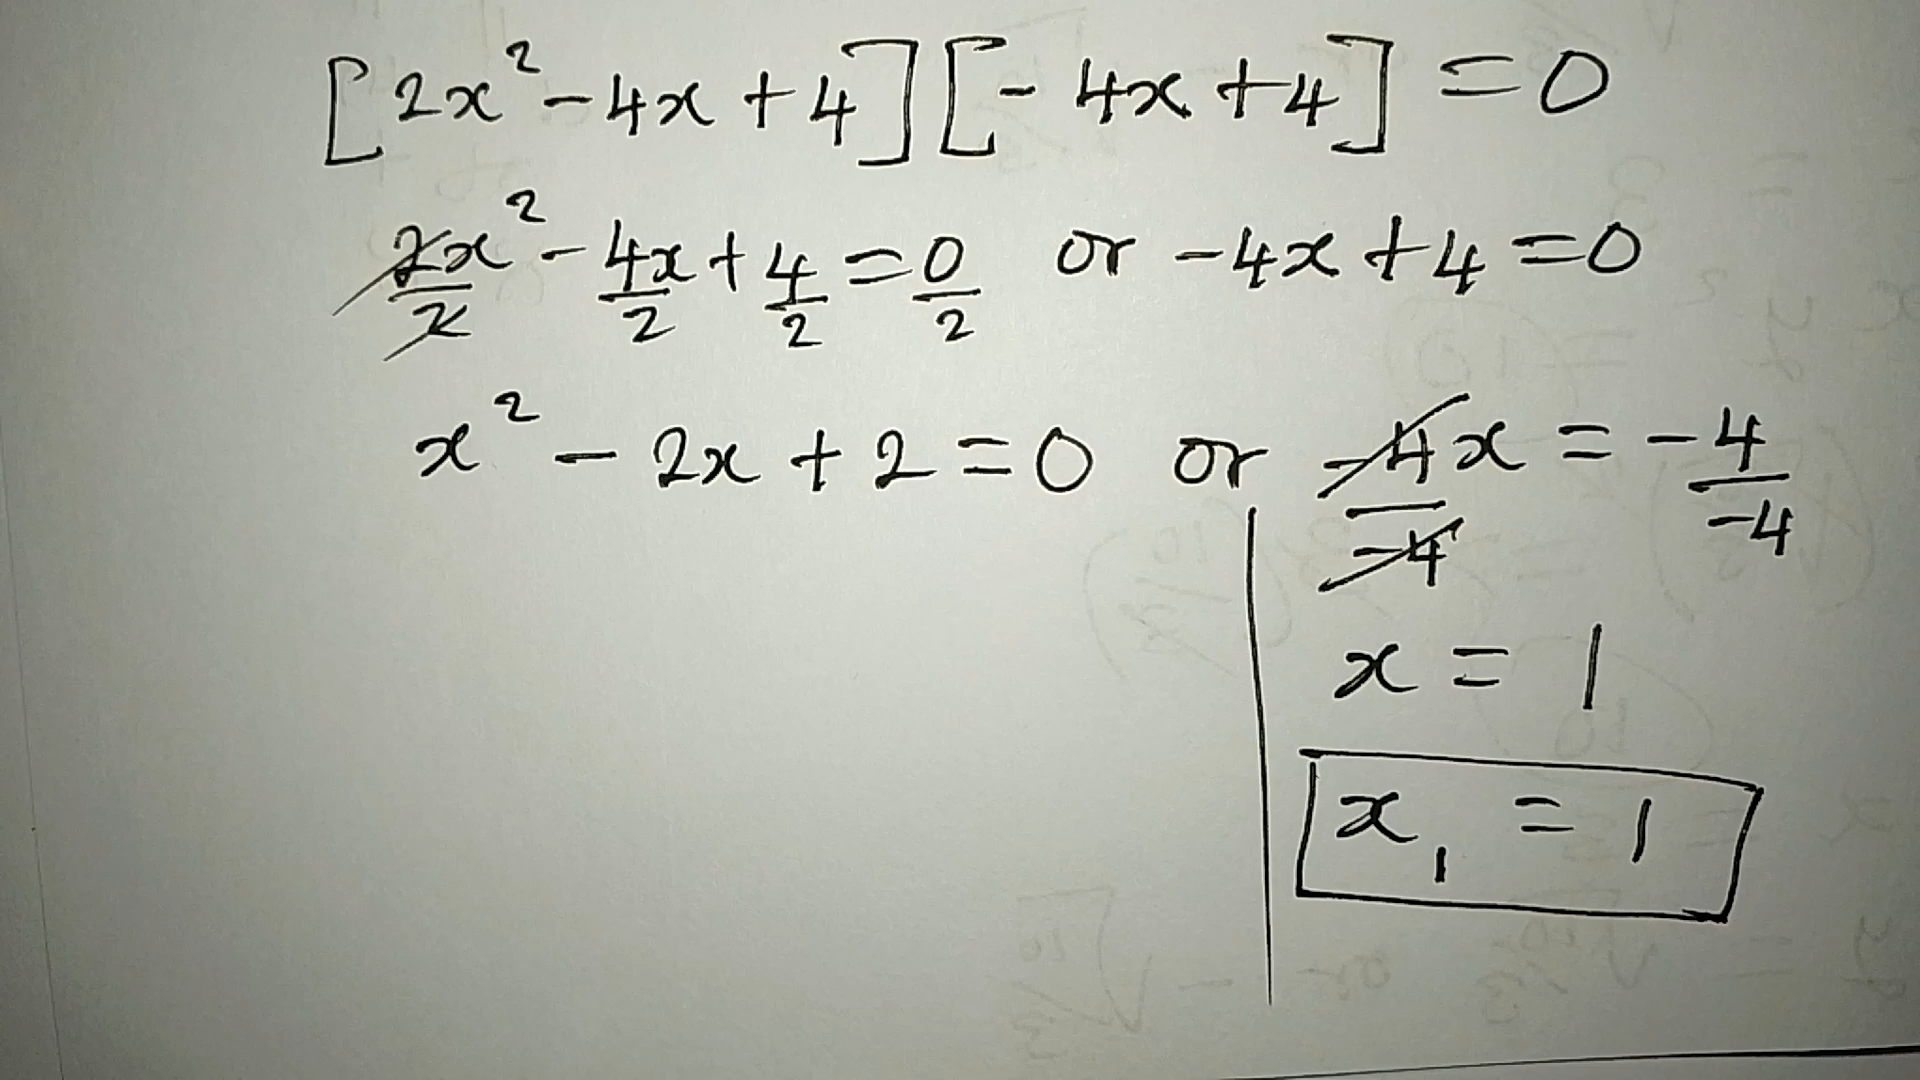 [2x² - 4x + 4][- 4x + 4] = 0
2x²/2 - 4x/2 + 4/2 = 0/2 or -4x + 4 = 0
x² - 2x + 2 = 0 or -4x/-4 = -4/-4
x = 1
x₁ = 1